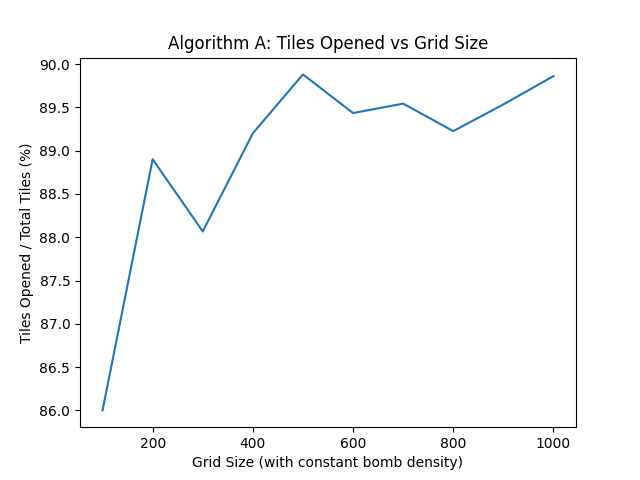 Algorithm A: Tiles Opened vs Grid Size
Tiles Opened / Total Tiles (%)
90.0
89.5
89.0
88.5
88.0
87.5
87.0
86.5
86.0
200 400 600 800 1000
Grid Size (with constant bomb density)